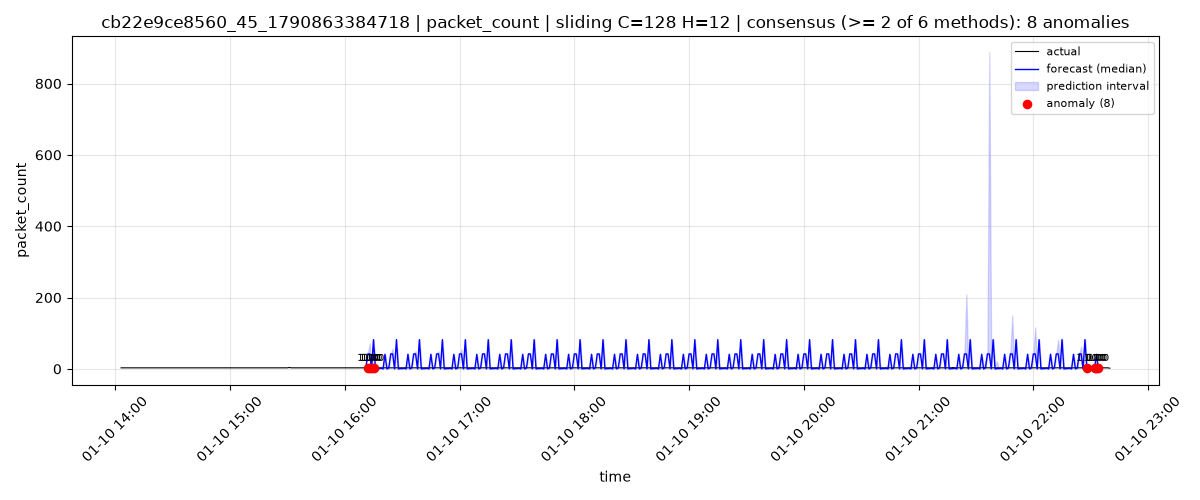 cb22e9ce8560_45_1790863384718 | packet_count | sliding C=128 H=12 | consensus (>= 2 of 6 methods): 8 anomalies
actual
forecast (median)
prediction interval
anomaly (8)
packet_count
800
600
400
200
0
01-10 14:00
01-10 15:00
01-10 16:00
01-10 17:00
01-10 18:00
01-10 19:00
01-10 20:00
01-10 21:00
01-10 22:00
01-10 23:00
time